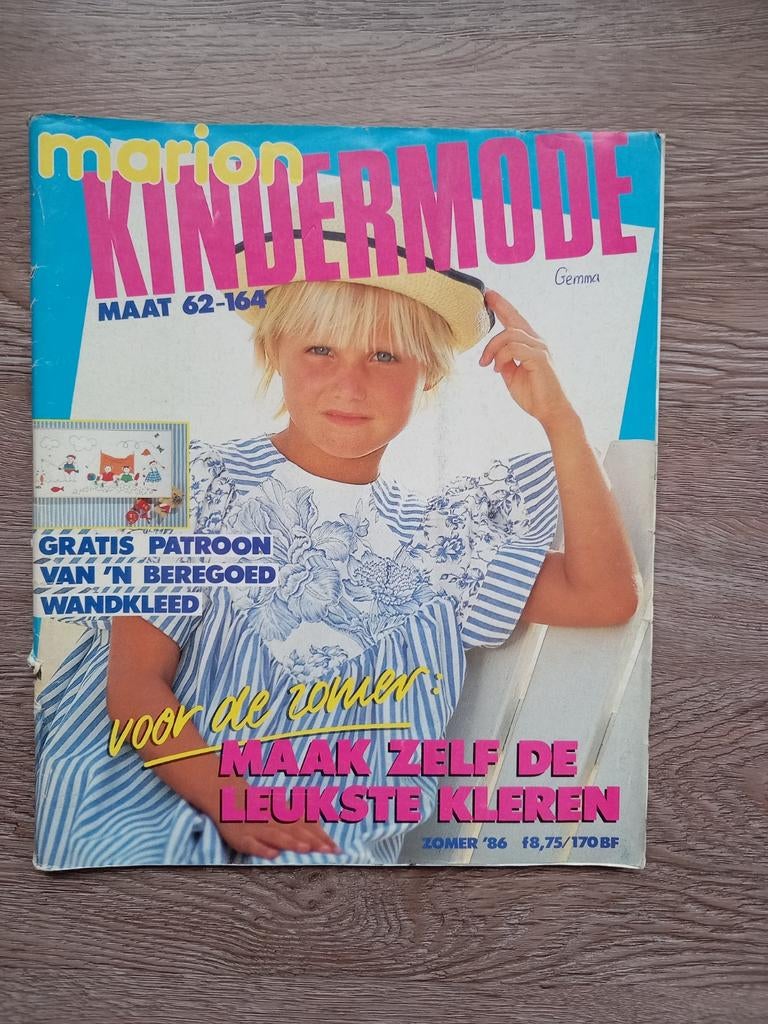 marion
KINDERMODE
MAAT 62-164
Gemma
GRATIS PATROON
VAN 'N BEREGOED
WANDKLEED
voor de zomer:
MAAK ZELF DE
LEUKSTE KLEREN
ZOMER '86 f8,75/170BF